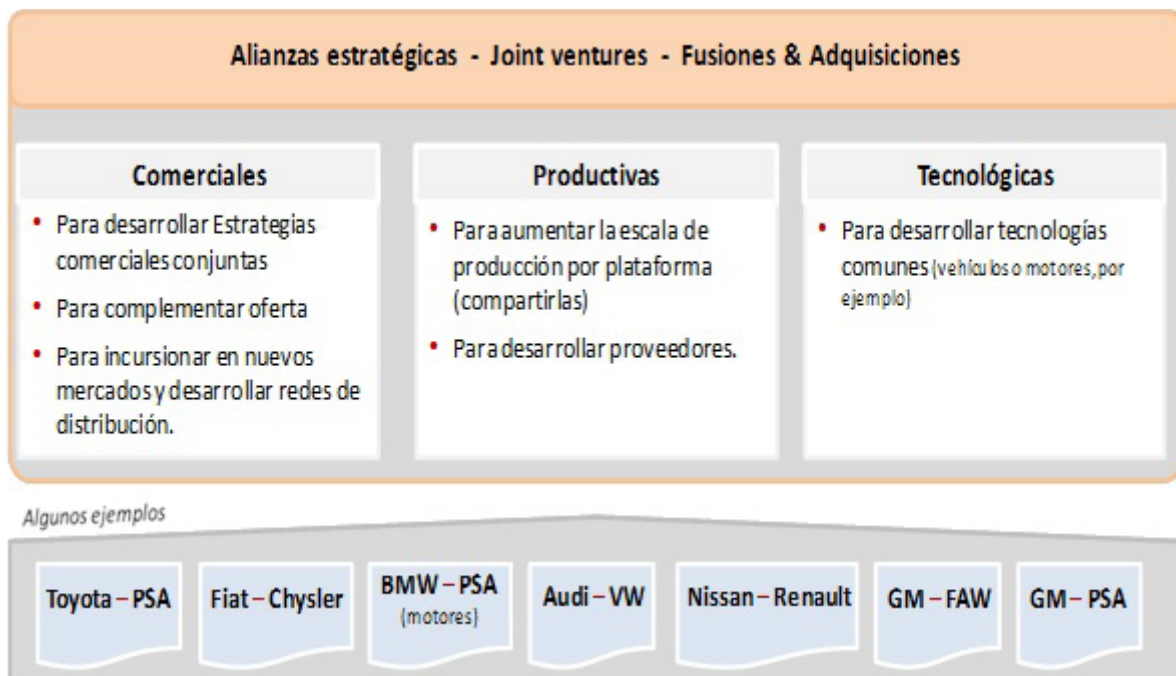 Alianzas estratégicas - Joint ventures - Fusiones & Adquisiciones
Comerciales
• Para desarrollar Estrategias
comerciales conjuntas
• Para complementar oferta
• Para incursionar en nuevos
mercados y desarrollar redes de
distribución.
Productivas
• Para aumentar la escala de
producción por plataforma
(compartirlas)
• Para desarrollar proveedores.
Tecnológicas
• Para desarrollar tecnologías
comunes (vehículos o motores, por
ejemplo)
Algunos ejemplos
Toyota – PSA
Fiat – Chysler
BMW – PSA
(motores)
Audi – VW
Nissan – Renault
GM – FAW
GM – PSA